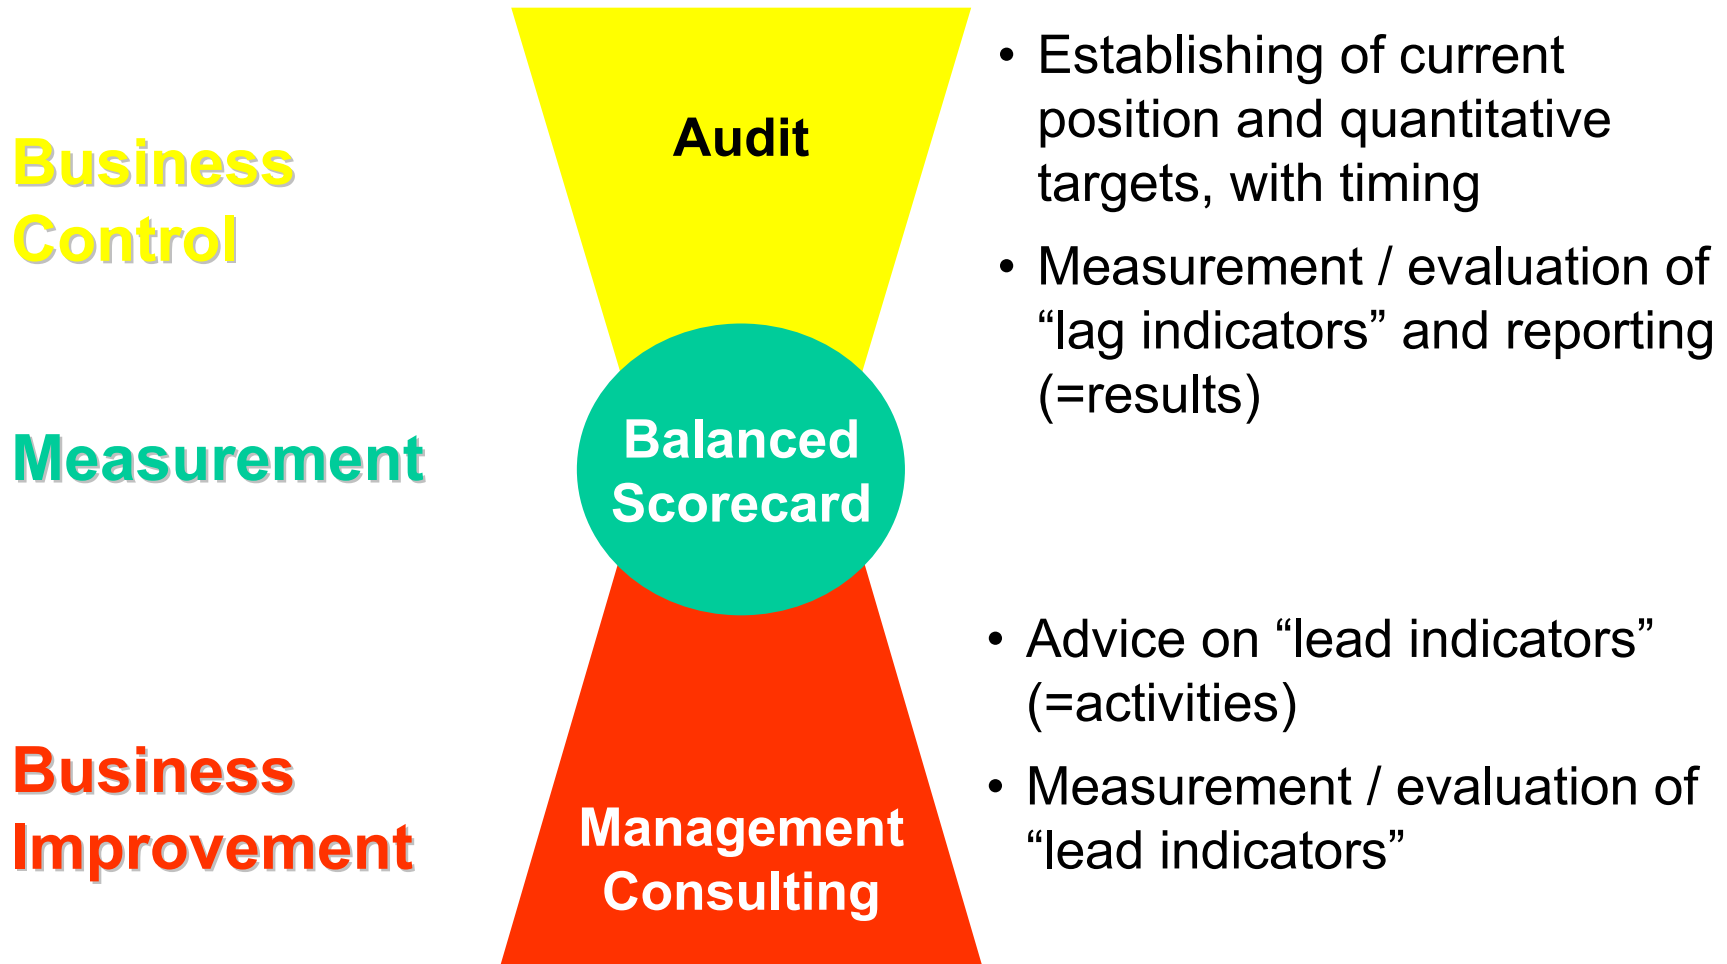 Business
Control
Audit
• Establishing of current
position and quantitative
targets, with timing
• Measurement / evaluation of
“lag indicators” and reporting
(=results)
Measurement
Balanced
Scorecard
Business
Improvement
Management
Consulting
• Advice on “lead indicators”
(=activities)
• Measurement / evaluation of
“lead indicators”